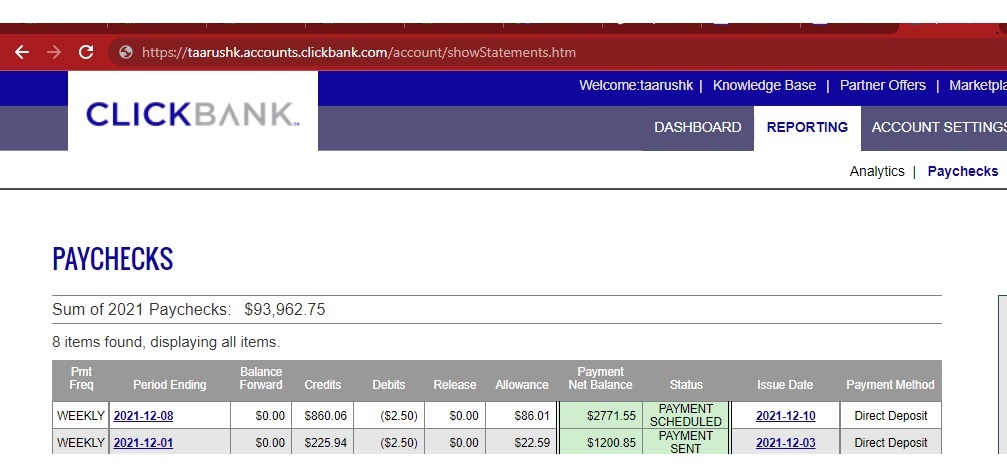 https://taarushk.accounts.clickbank.com/account/showStatements.htm
Welcome:taarushk | Knowledge Base | Partner Offers |
CLICKBANK
DASHBOARD REPORTING ACCOUNT SETTINGS
Analytics | Paychecks
PAYCHECKS
Sum of 2021 Paychecks: $93,962.75
8 items found, displaying all items.
Pmt Freq Period Ending Balance Forward Credits Debits Release Allowance Payment Net Balance Status Issue Date Payment Method
WEEKLY 2021-12-08 $0.00 $860.06 ($2.50) $0.00 $86.01 $2771.55 PAYMENT SCHEDULED 2021-12-10 Direct Deposit
WEEKLY 2021-12-01 $0.00 $225.94 ($2.50) $0.00 $22.59 $1200.85 PAYMENT SENT 2021-12-03 Direct Deposit